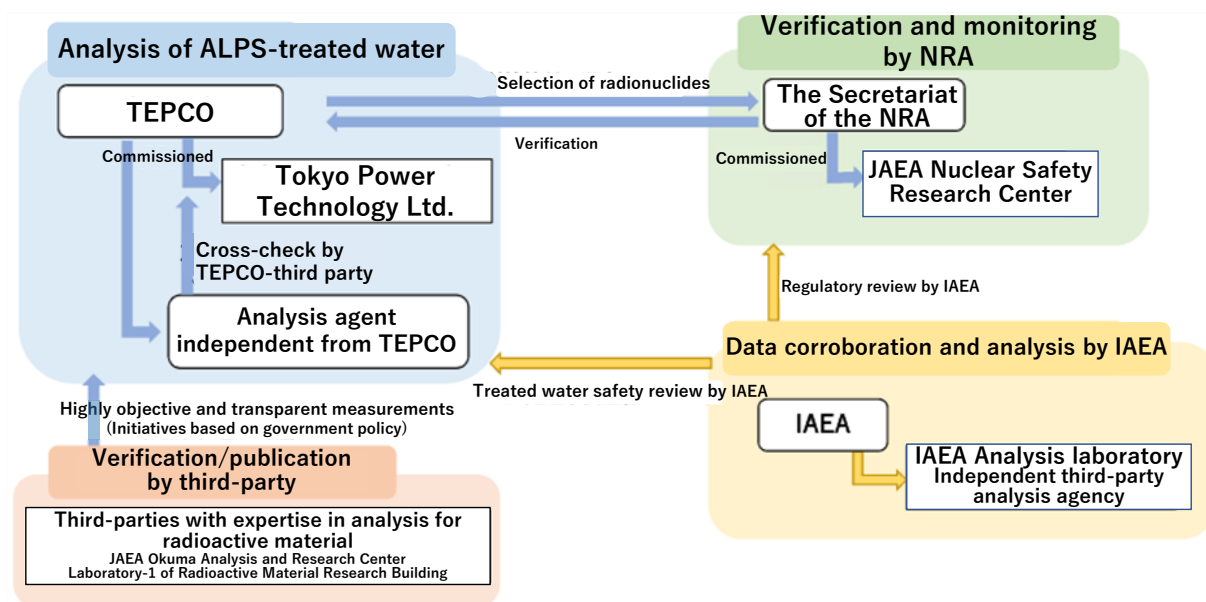 Analysis of ALPS-treated water
TEPCO
Commissioned
Tokyo Power
Technology Ltd.
Cross-check by
TEPCO-third party
Analysis agent
independent from TEPCO
Selection of radionuclides
Verification
Verification and monitoring
by NRA
The Secretariat
of the NRA
Commissioned
JAEA Nuclear Safety
Research Center
Regulatory review by IAEA
Treated water safety review by IAEA
Data corroboration and analysis by IAEA
IAEA
IAEA Analysis laboratory
Independent third-party
analysis agency
Highly objective and transparent measurements
(Initiatives based on government policy)
Verification/publication
by third-party
Third-parties with expertise in analysis for
radioactive material
JAEA Okuma Analysis and Research Center
Laboratory-1 of Radioactive Material Research Building